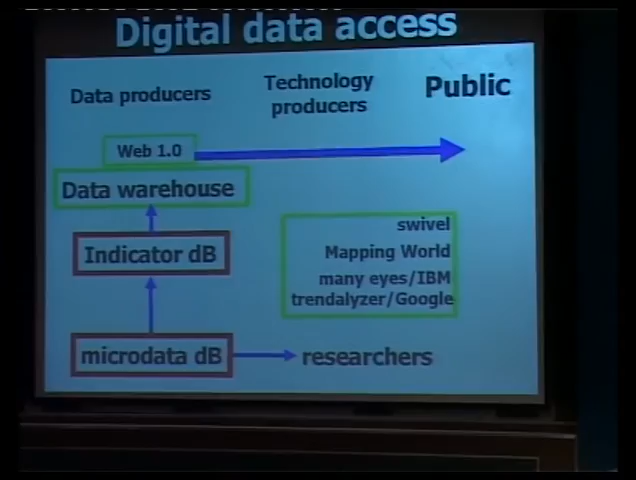 Digital data access
Data producers
Technology
producers
Public
Web 1.0
Data warehouse
Indicator dB
swivel
Mapping World
many eyes/IBM
trendalyzer/Google
microdata dB
researchers